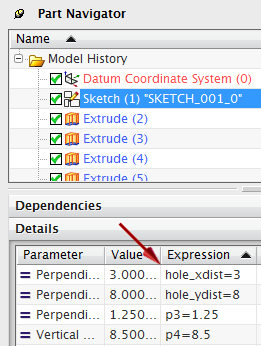 Part Navigator
Name
Model History
Datum Coordinate System (0)
Sketch (1) "SKETCH_001_0"
Extrude (2)
Extrude (3)
Extrude (4)
Extrude (5)
Dependencies
Details
Parameter Value Expression
Perpendi... 3.000... hole_xdist=3
Perpendi... 8.000... hole_ydist=8
Perpendi... 1.250... p3=1.25
Vertical ... 8.500... p4=8.5